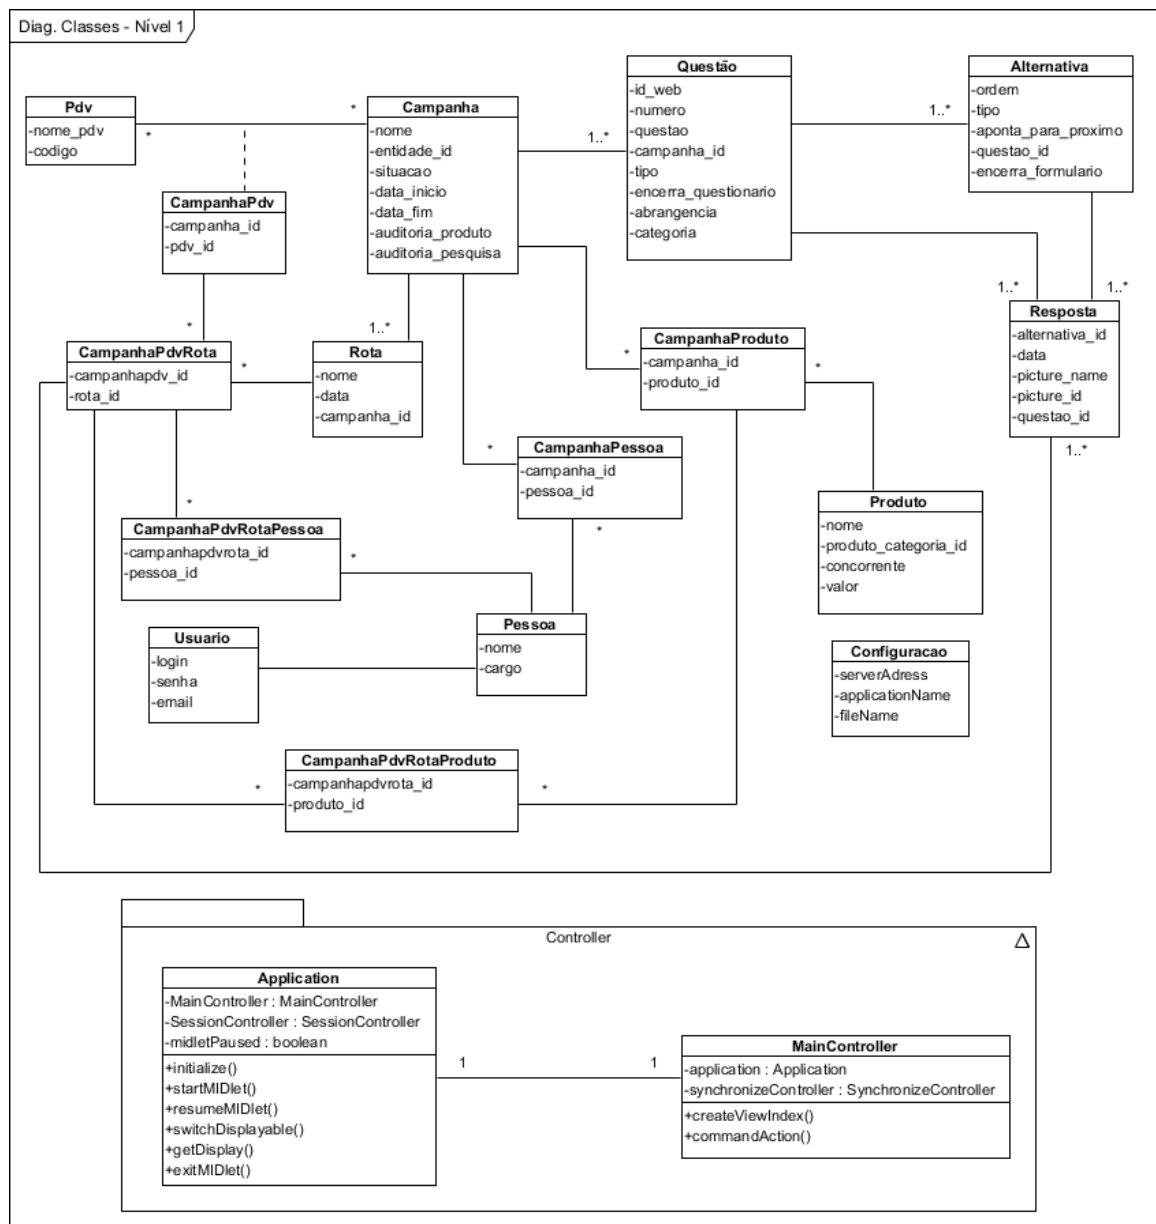 Diag. Classes - Nível 1
Pdv
-nome_pdv
-codigo
*
*
Campanha
-nome
-entidade_id
-situacao
-data_inicio
-data_fim
-auditoria_produto
-auditoria_pesquisa
1..*
Questão
-id_web
-numero
-questao
-campanha_id
-tipo
-encerra_questionario
-abrangencia
-categoria
1..*
Alternativa
-ordem
-tipo
-aponta_para_proximo
-questao_id
-encerra_formulario
CampanhaPdv
-campanha_id
-pdv_id
*
1..*
1..*
1..*
CampanhaPdvRota
-campanhapdv_id
-rota_id
*
Rota
-nome
-data
-campanha_id
*
CampanhaProduto
-campanha_id
-produto_id
*
Resposta
-alternativa_id
-data
-picture_name
-picture_id
-questao_id
1..*
*
CampanhaPessoa
-campanha_id
-pessoa_id
*
*
CampanhaPdvRotaPessoa
-campanhapdvrota_id
-pessoa_id
*
Produto
-nome
-produto_categoria_id
-concorrente
-valor
Usuario
-login
-senha
-email
Pessoa
-nome
-cargo
Configuracao
-serverAdress
-applicationName
-fileName
*
CampanhaPdvRotaProduto
-campanhapdvrota_id
-produto_id
*
Controller
Application
-MainController : MainController
-SessionController : SessionController
-midletPaused : boolean
+initialize()
+startMIDlet()
+resumeMIDlet()
+switchDisplayable()
+getDisplay()
+exitMIDlet()
1
1
MainController
-application : Application
-synchronizeController : SynchronizeController
+createViewIndex()
+commandAction()